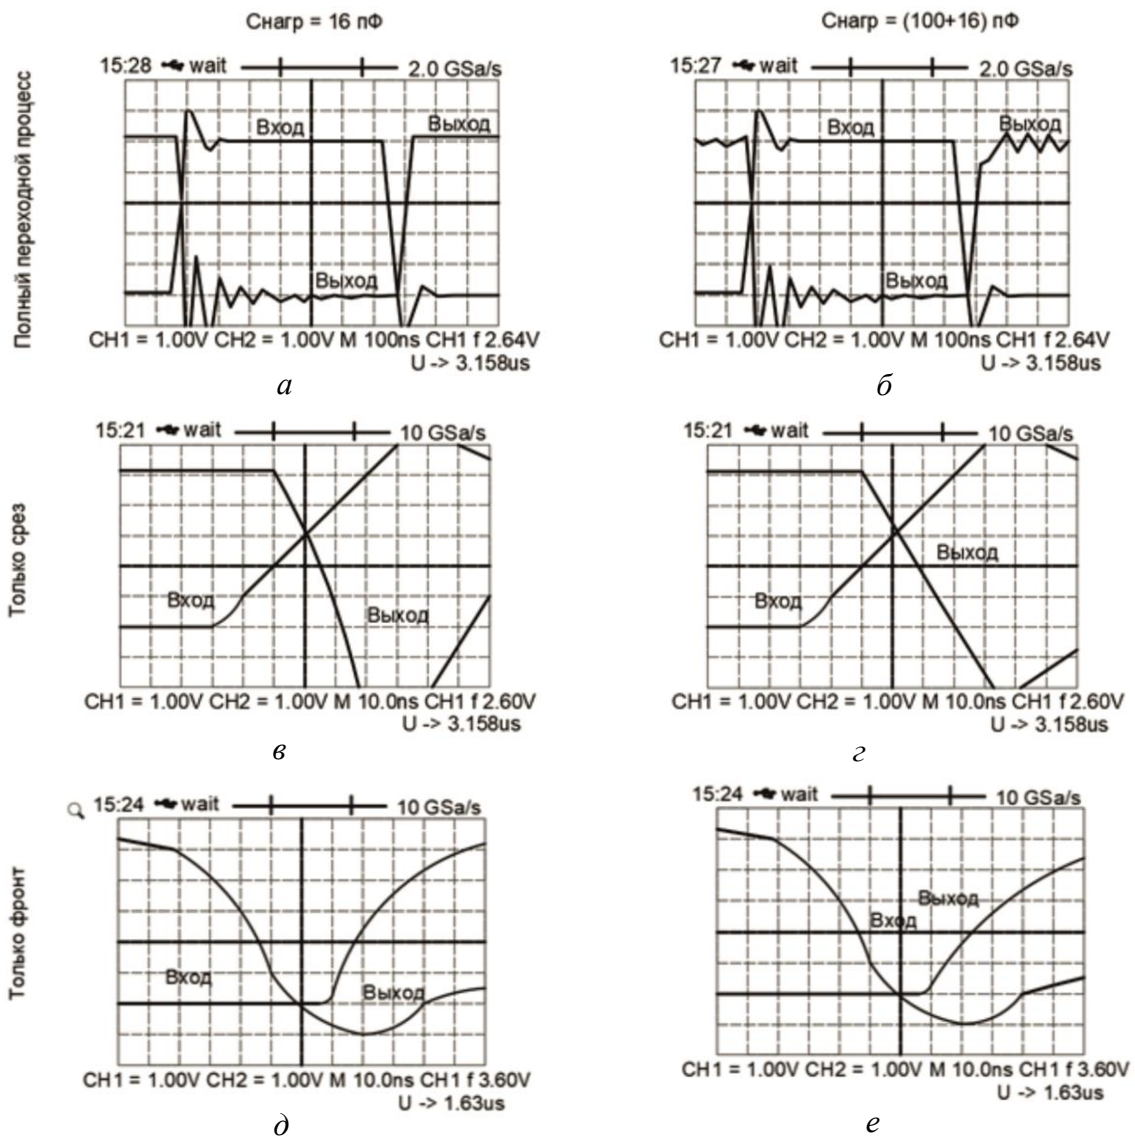 Cнагр = 16 пФ
Cнагр = (100+16) пФ
Полный переходной процесс
15:28 wait 2.0 GSa/s
Вход
Выход
Выход
CH1 = 1.00V CH2 = 1.00V M 100ns CH1 f 2.64V
U -> 3.158us
а
15:27 wait 2.0 GSa/s
Вход
Выход
Выход
CH1 = 1.00V CH2 = 1.00V M 100ns CH1 f 2.64V
U -> 3.158us
б
Только срез
15:21 wait 10 GSa/s
Вход
Выход
CH1 = 1.00V CH2 = 1.00V M 10.0ns CH1 f 2.60V
U -> 3.158us
в
15:21 wait 10 GSa/s
Выход
Вход
CH1 = 1.00V CH2 = 1.00V M 10.0ns CH1 f 2.60V
U -> 3.158us
г
Только фронт
15:24 wait 10 GSa/s
Вход
Выход
CH1 = 1.00V CH2 = 1.00V M 10.0ns CH1 f 3.60V
U -> 1.63us
д
15:24 wait 10 GSa/s
Выход
Вход
CH1 = 1.00V CH2 = 1.00V M 10.0ns CH1 f 3.60V
U -> 1.63us
е